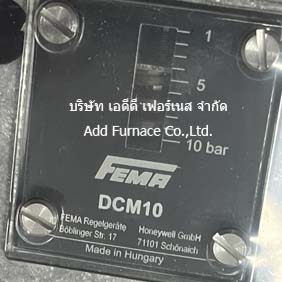 1
5
บริษัท เอดีดี เฟอร์เนส จำกัด
Add Furnace Co.,Ltd.
10 bar
FEMA
DCM10
FEMA Regelgeräte
Böblinger Str. 17
Honeywell GmbH
71101 Schönaich
Made in Hungary